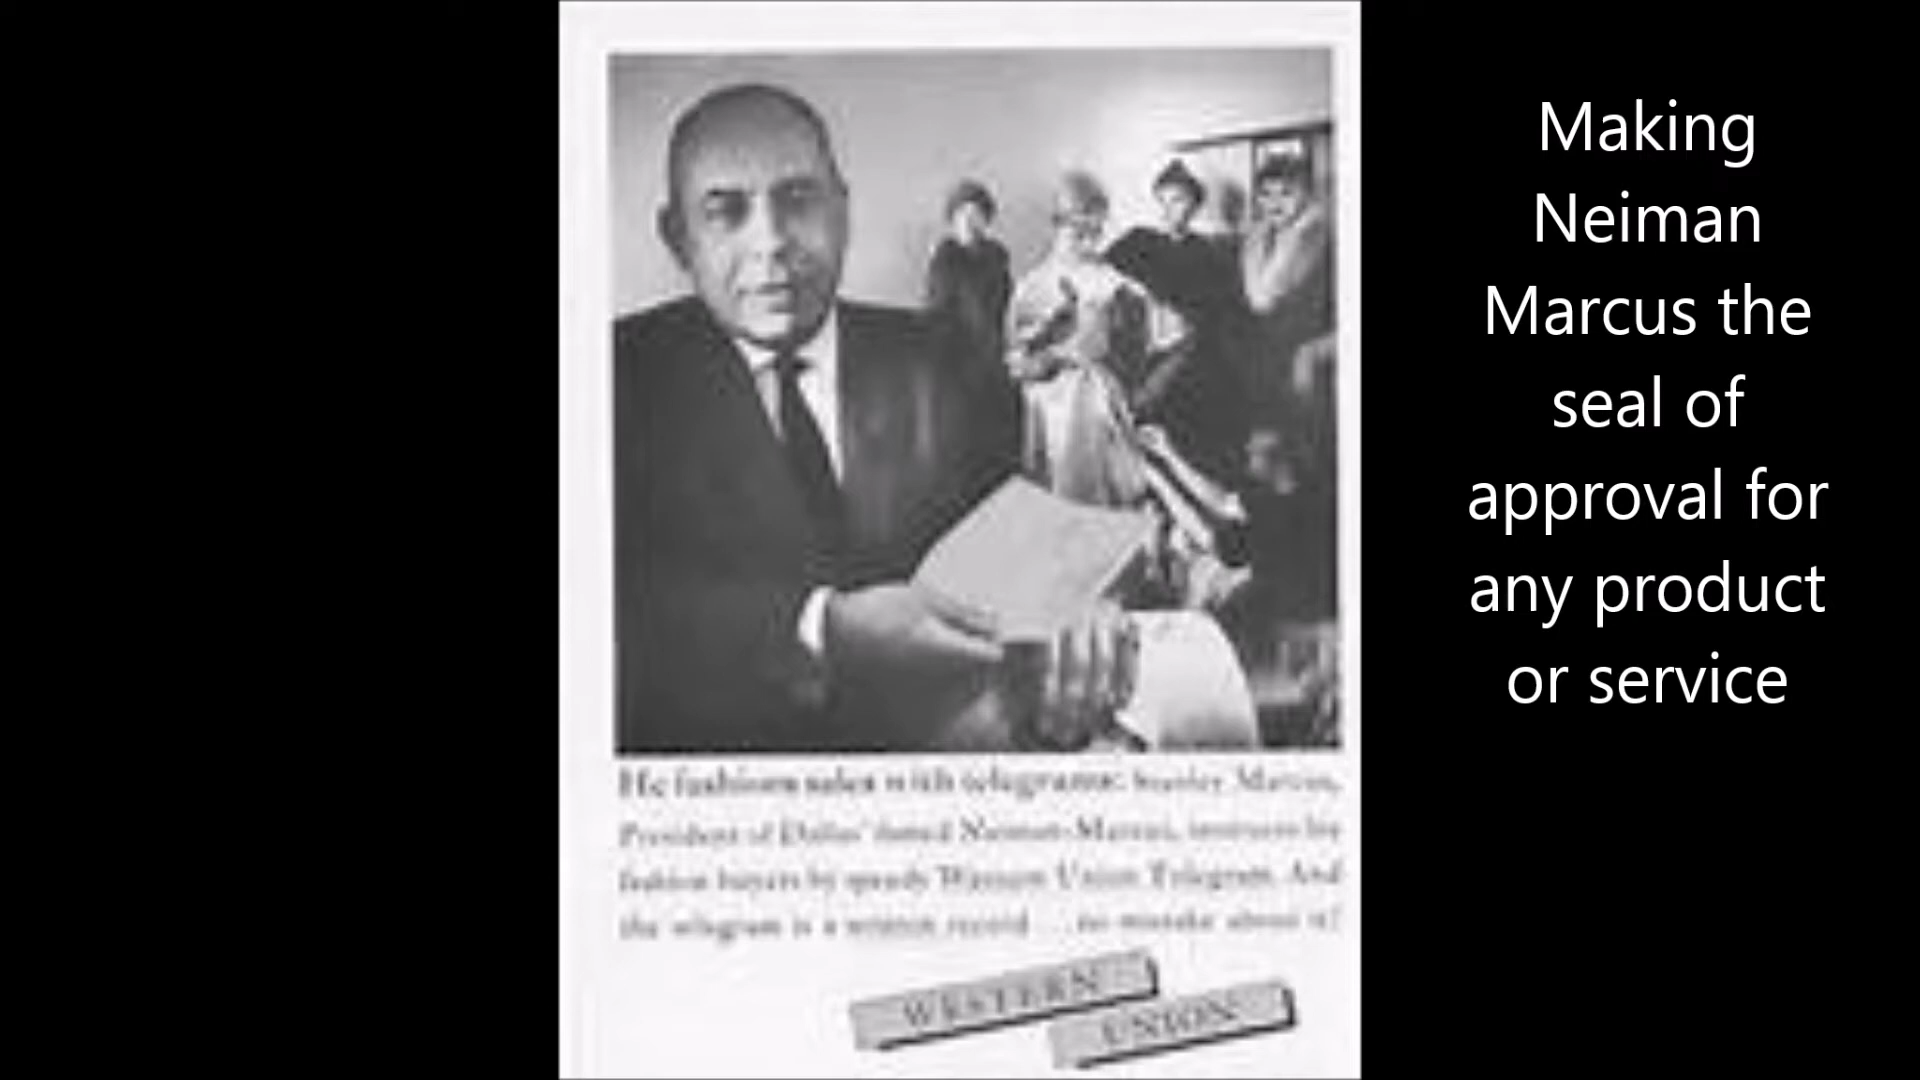 Making
Neiman
Marcus the
seal of
approval for
any product
or service
He fashions sales with telegrams: Stanley Marcus,
President of Dallas' famed Neiman-Marcus, instructs his
fashion buyers by speedy Western Union Telegram. And
the telegram is a written record . . . no mistake about it!
WESTERN
UNION